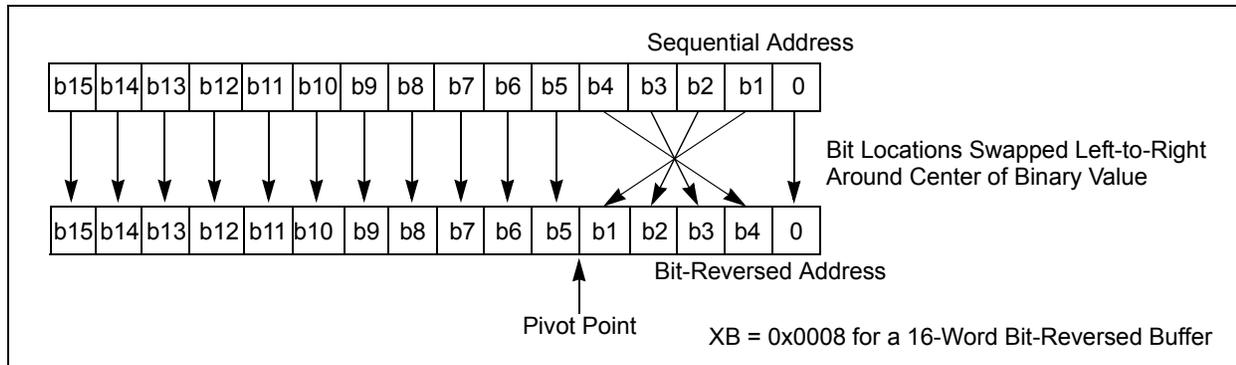 Sequential Address
b15 b14 b13 b12 b11 b10 b9 b8 b7 b6 b5 b4 b3 b2 b1 0
Bit Locations Swapped Left-to-Right
Around Center of Binary Value
b15 b14 b13 b12 b11 b10 b9 b8 b7 b6 b5 b1 b2 b3 b4 0
Bit-Reversed Address
Pivot Point
XB = 0x0008 for a 16-Word Bit-Reversed Buffer